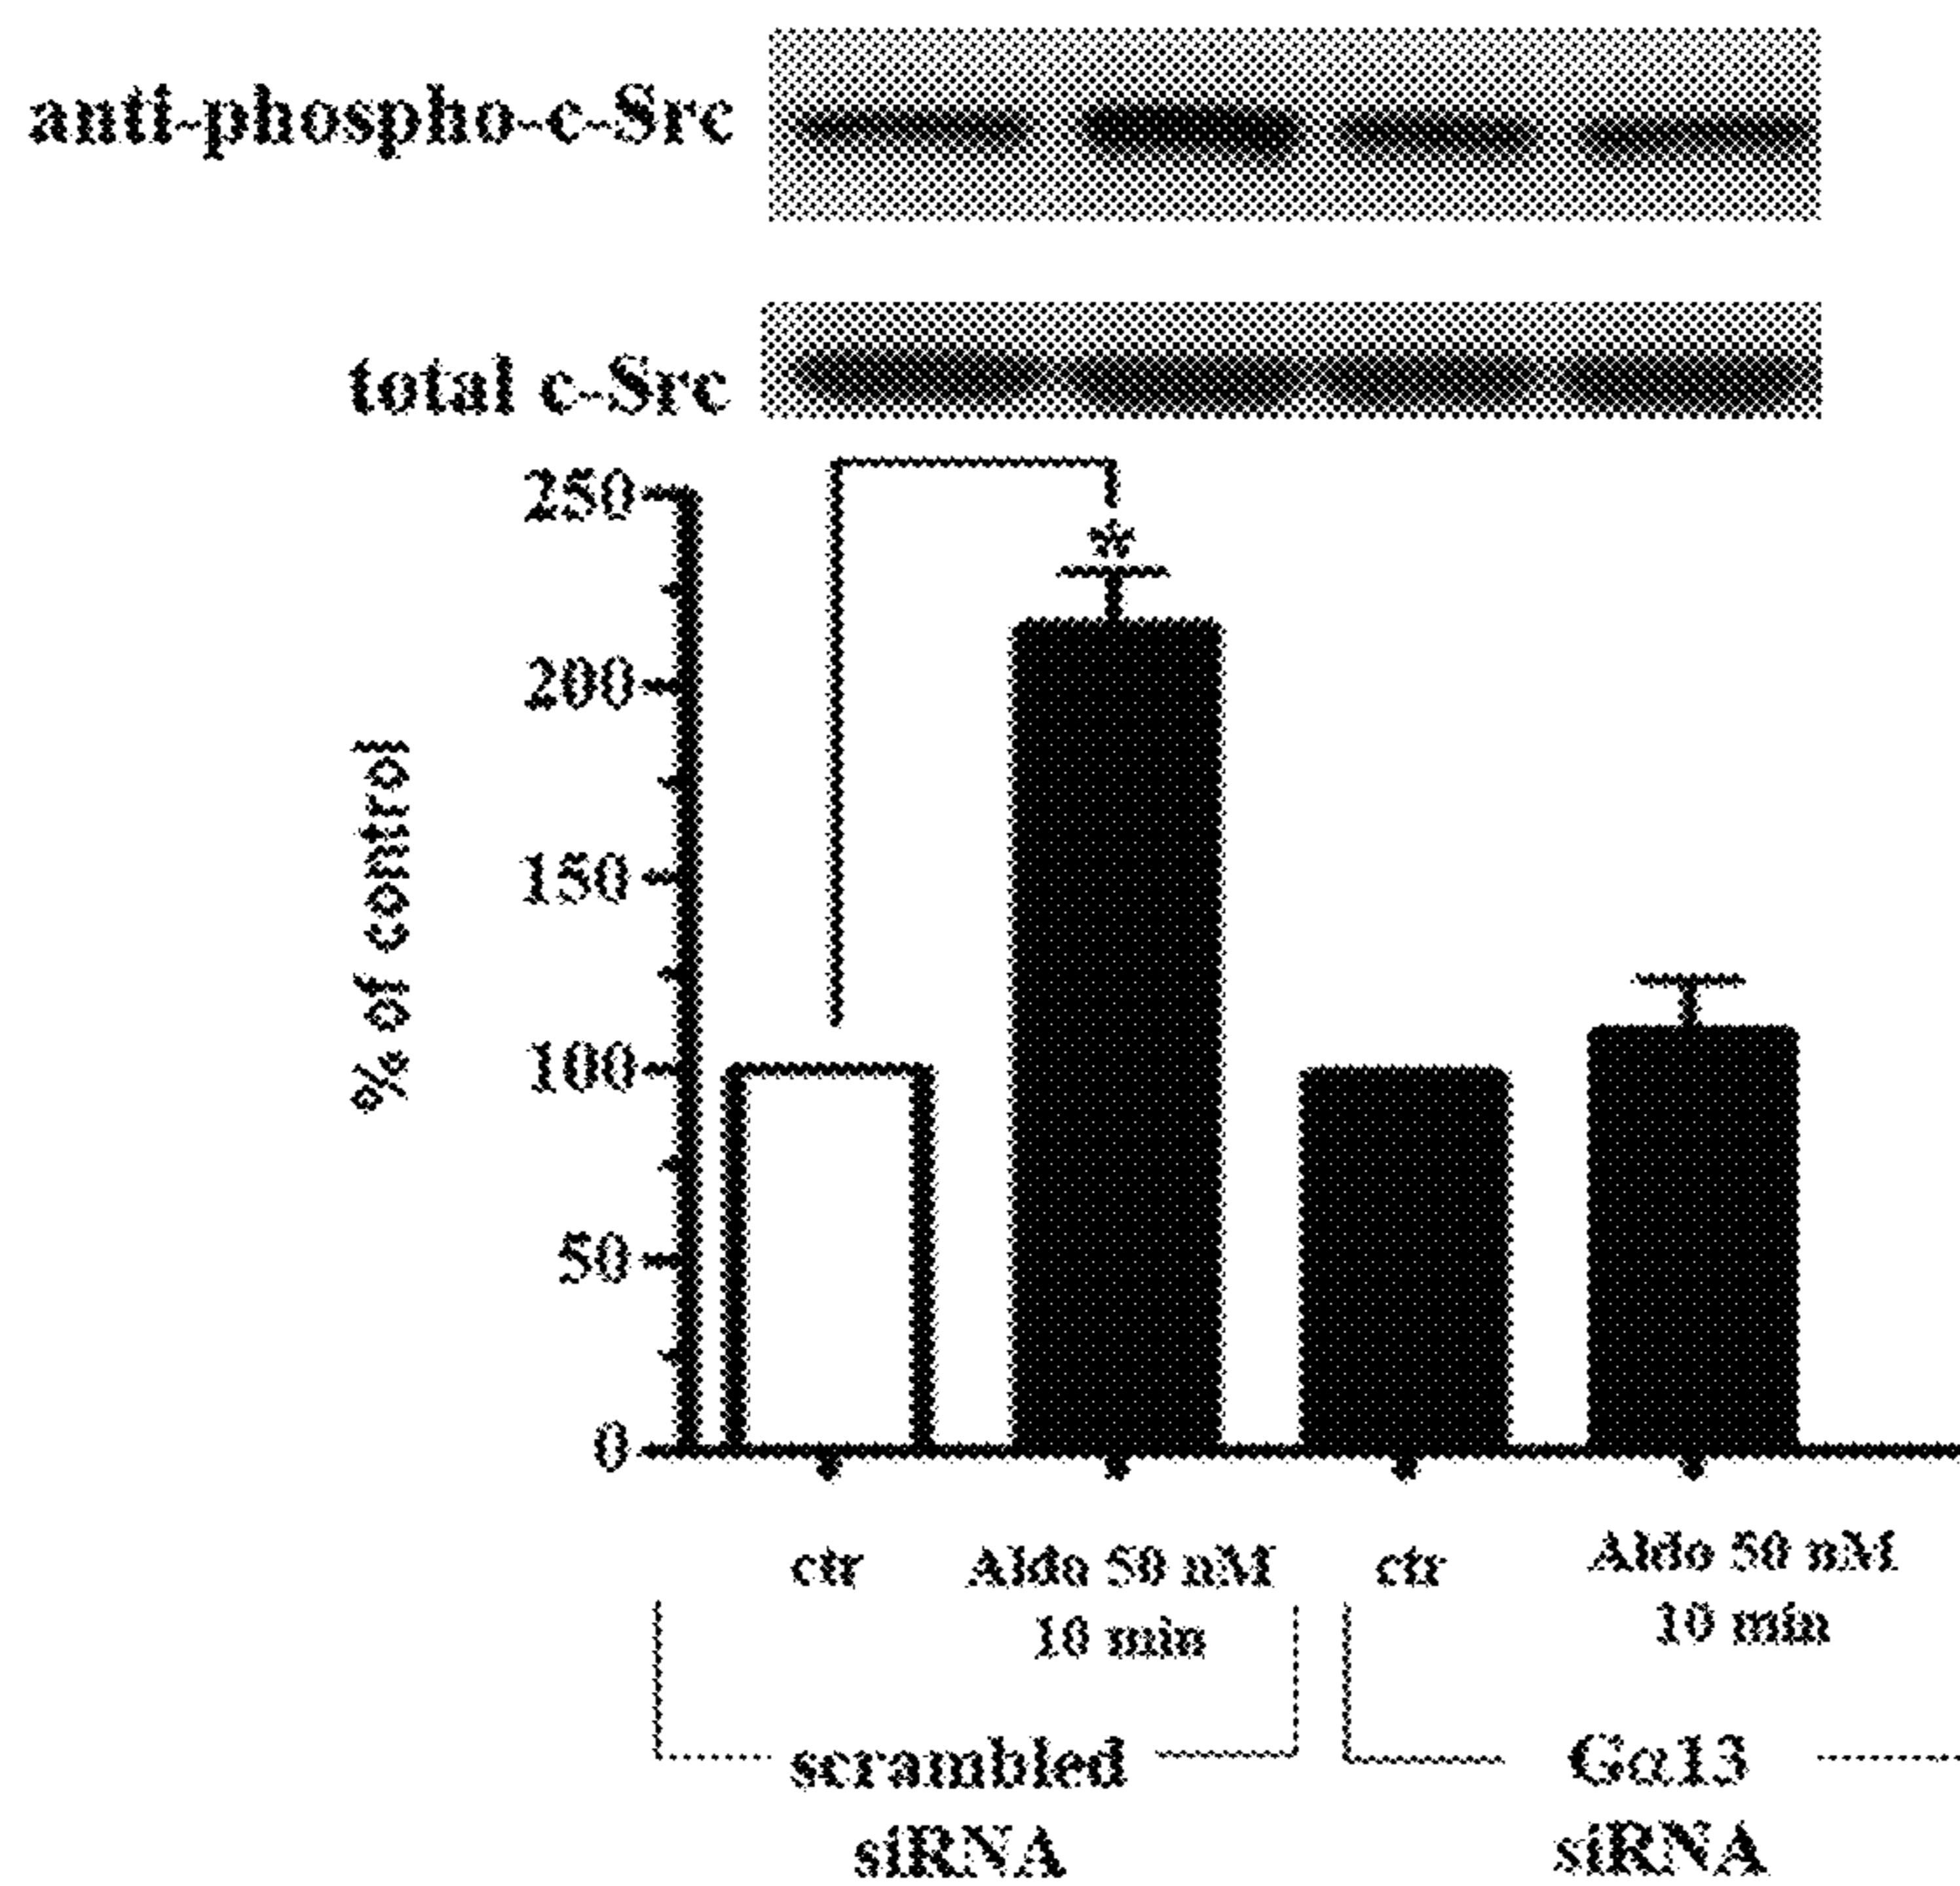 anti-phospho-c-Src
total c-Src
250
*
200
150
100
50
0
% of control
ctr
Aldo 50 nM
10 min
ctr
Aldo 50 nM
10 min
scrambled
siRNA
Gα13
siRNA